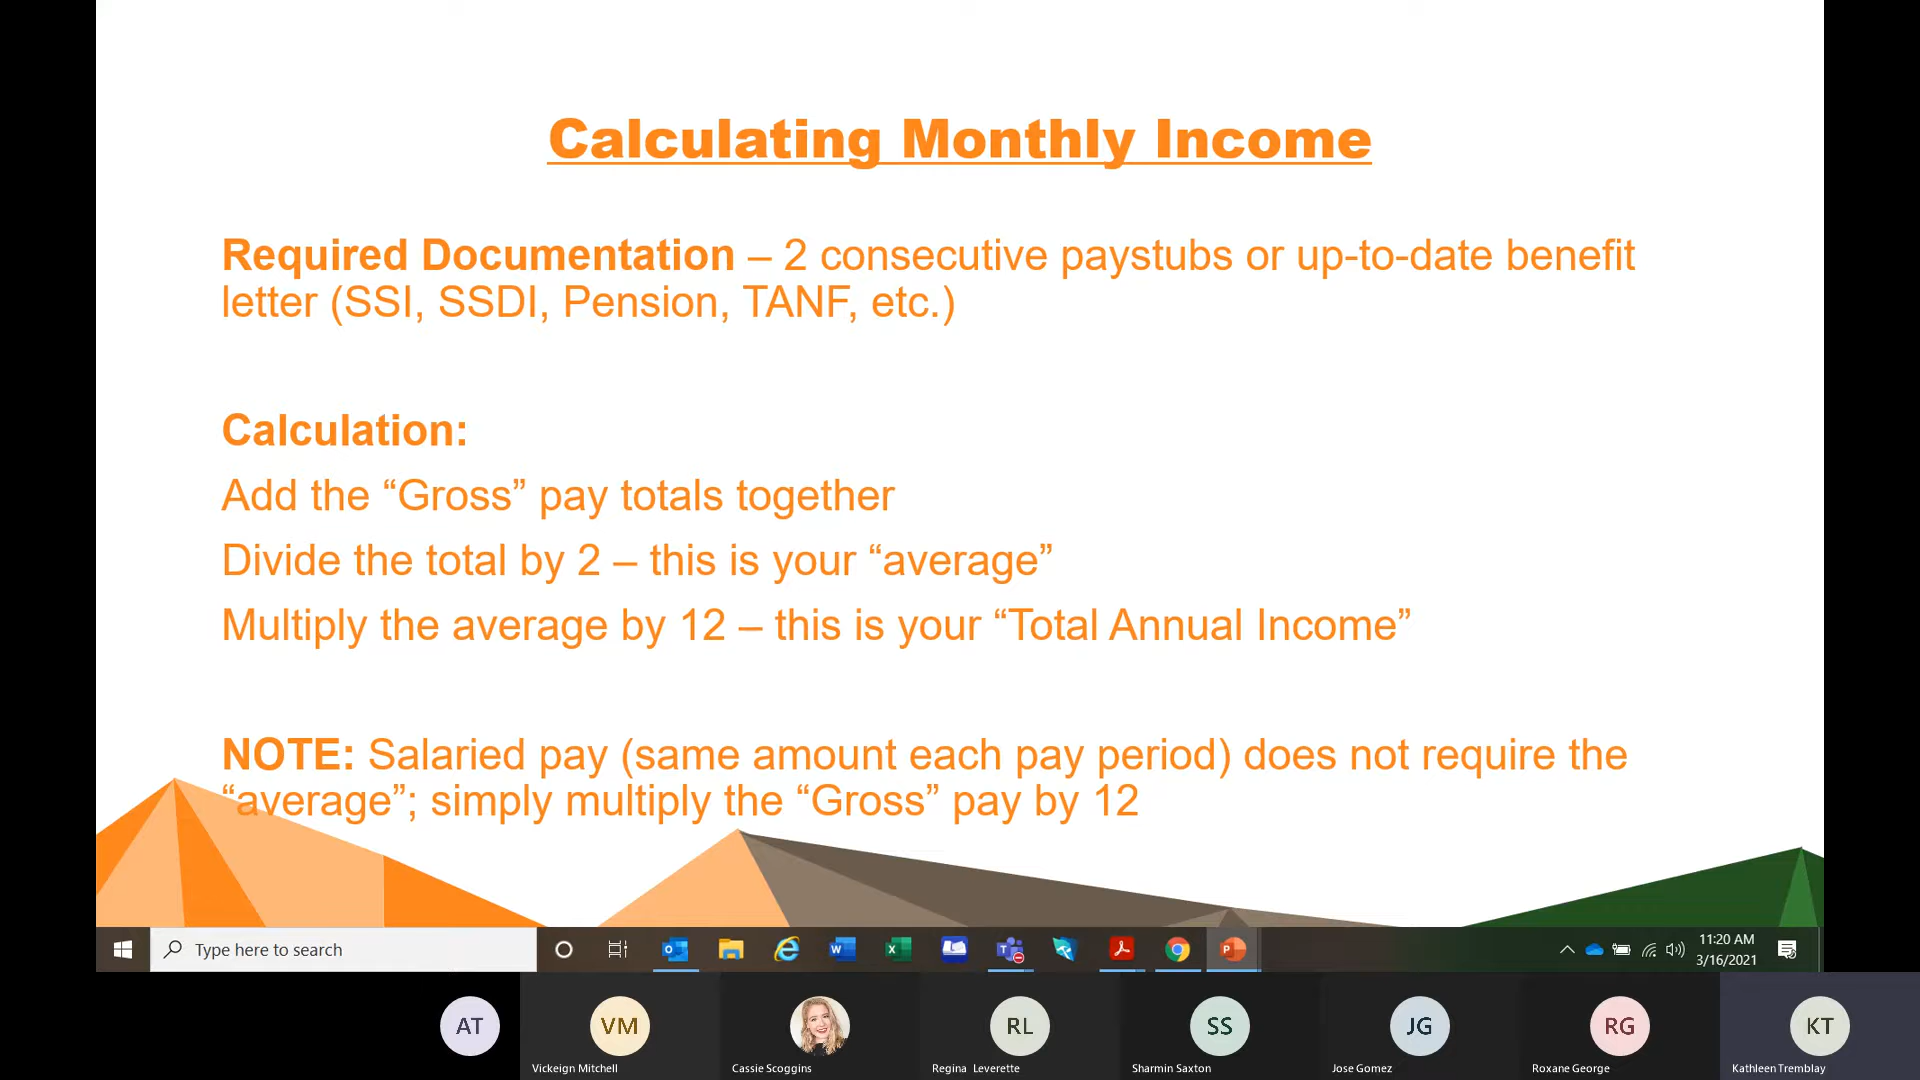 Calculating Monthly Income
Required Documentation – 2 consecutive paystubs or up-to-date benefit
letter (SSI, SSDI, Pension, TANF, etc.)
Calculation:
Add the “Gross” pay totals together
Divide the total by 2 – this is your “average”
Multiply the average by 12 – this is your “Total Annual Income”
NOTE: Salaried pay (same amount each pay period) does not require the
“average”; simply multiply the “Gross” pay by 12
Type here to search
11:20 AM
3/16/2021
AT
VM
RL
SS
JG
RG
KT
Vickeign Mitchell
Cassie Scoggins
Regina Leverette
Sharmin Saxton
Jose Gomez
Roxane George
Kathleen Tremblay